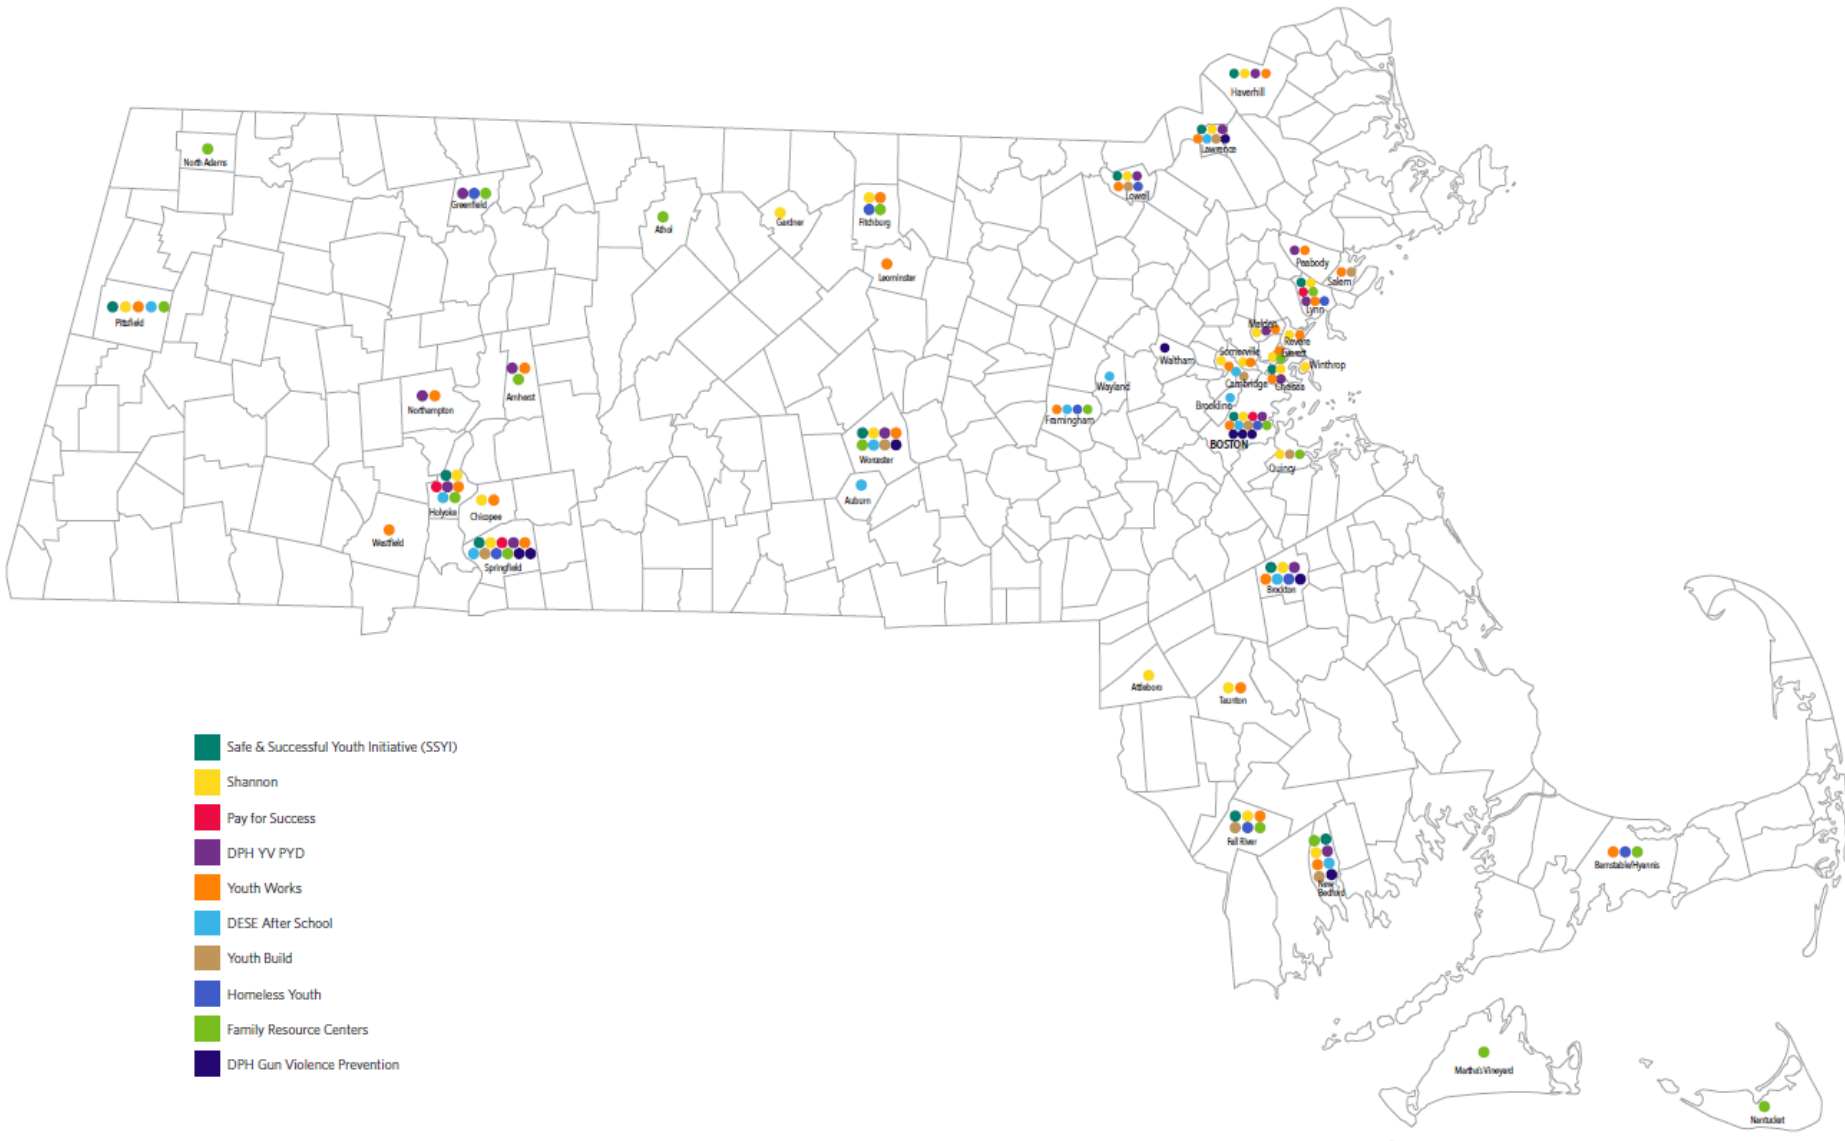 Haverhill
Lawrence
North Adams
Lowell
Greenfield
Athol
Gardner
Fitchburg
Peabody
Leominster
Salem
Lynn
Pittsfield
Malden
Revere
Somerville
Everett
Waltham
Winthrop
Cambridge
Chelsea
Wayland
Amherst
Brookline
Northampton
Framingham
BOSTON
Worcester
Quincy
Auburn
Holyoke
Chicopee
Westfield
Springfield
Brockton
Attleboro
Taunton
Safe & Successful Youth Initiative (SSYI)
Shannon
Pay for Success
DPH YV PYD
Youth Works
DESE After School
Youth Build
Homeless Youth
Family Resource Centers
DPH Gun Violence Prevention
Fall River
New
Bedford
Barnstable/Hyannis
Martha's Vineyard
Nantucket